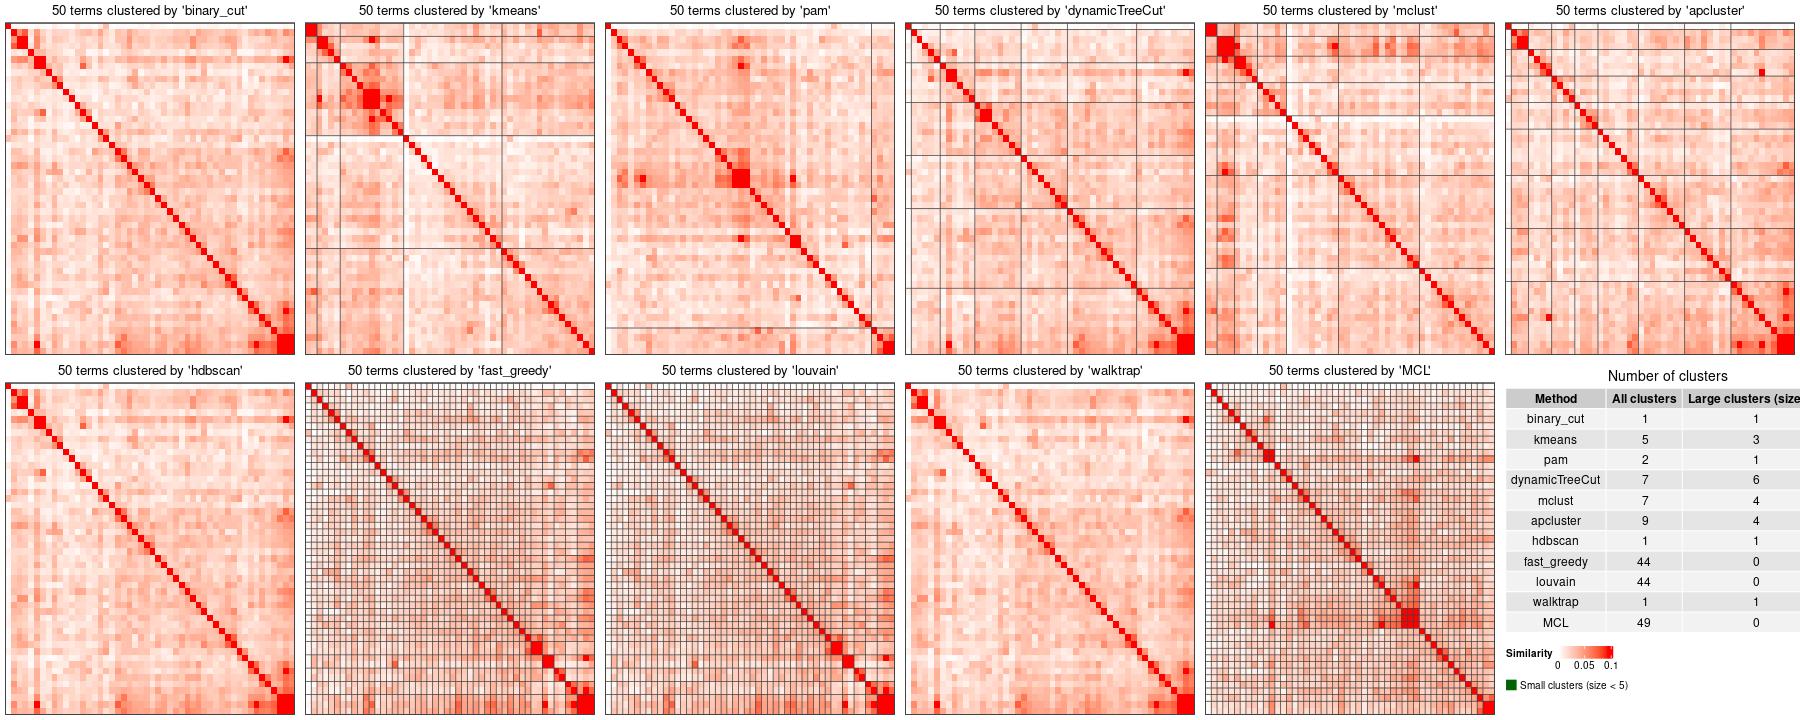 50 terms clustered by 'binary_cut'
50 terms clustered by 'kmeans'
50 terms clustered by 'pam'
50 terms clustered by 'dynamicTreeCut'
50 terms clustered by 'mclust'
50 terms clustered by 'apcluster'
50 terms clustered by 'hdbscan'
50 terms clustered by 'fast_greedy'
50 terms clustered by 'louvain'
50 terms clustered by 'walktrap'
50 terms clustered by 'MCL'
Number of clusters
Method All clusters Large clusters (size
binary_cut 1 1
kmeans 5 3
pam 2 1
dynamicTreeCut 7 6
mclust 7 4
apcluster 9 4
hdbscan 1 1
fast_greedy 44 0
louvain 44 0
walktrap 1 1
MCL 49 0
Similarity
0 0.05 0.1
Small clusters (size < 5)